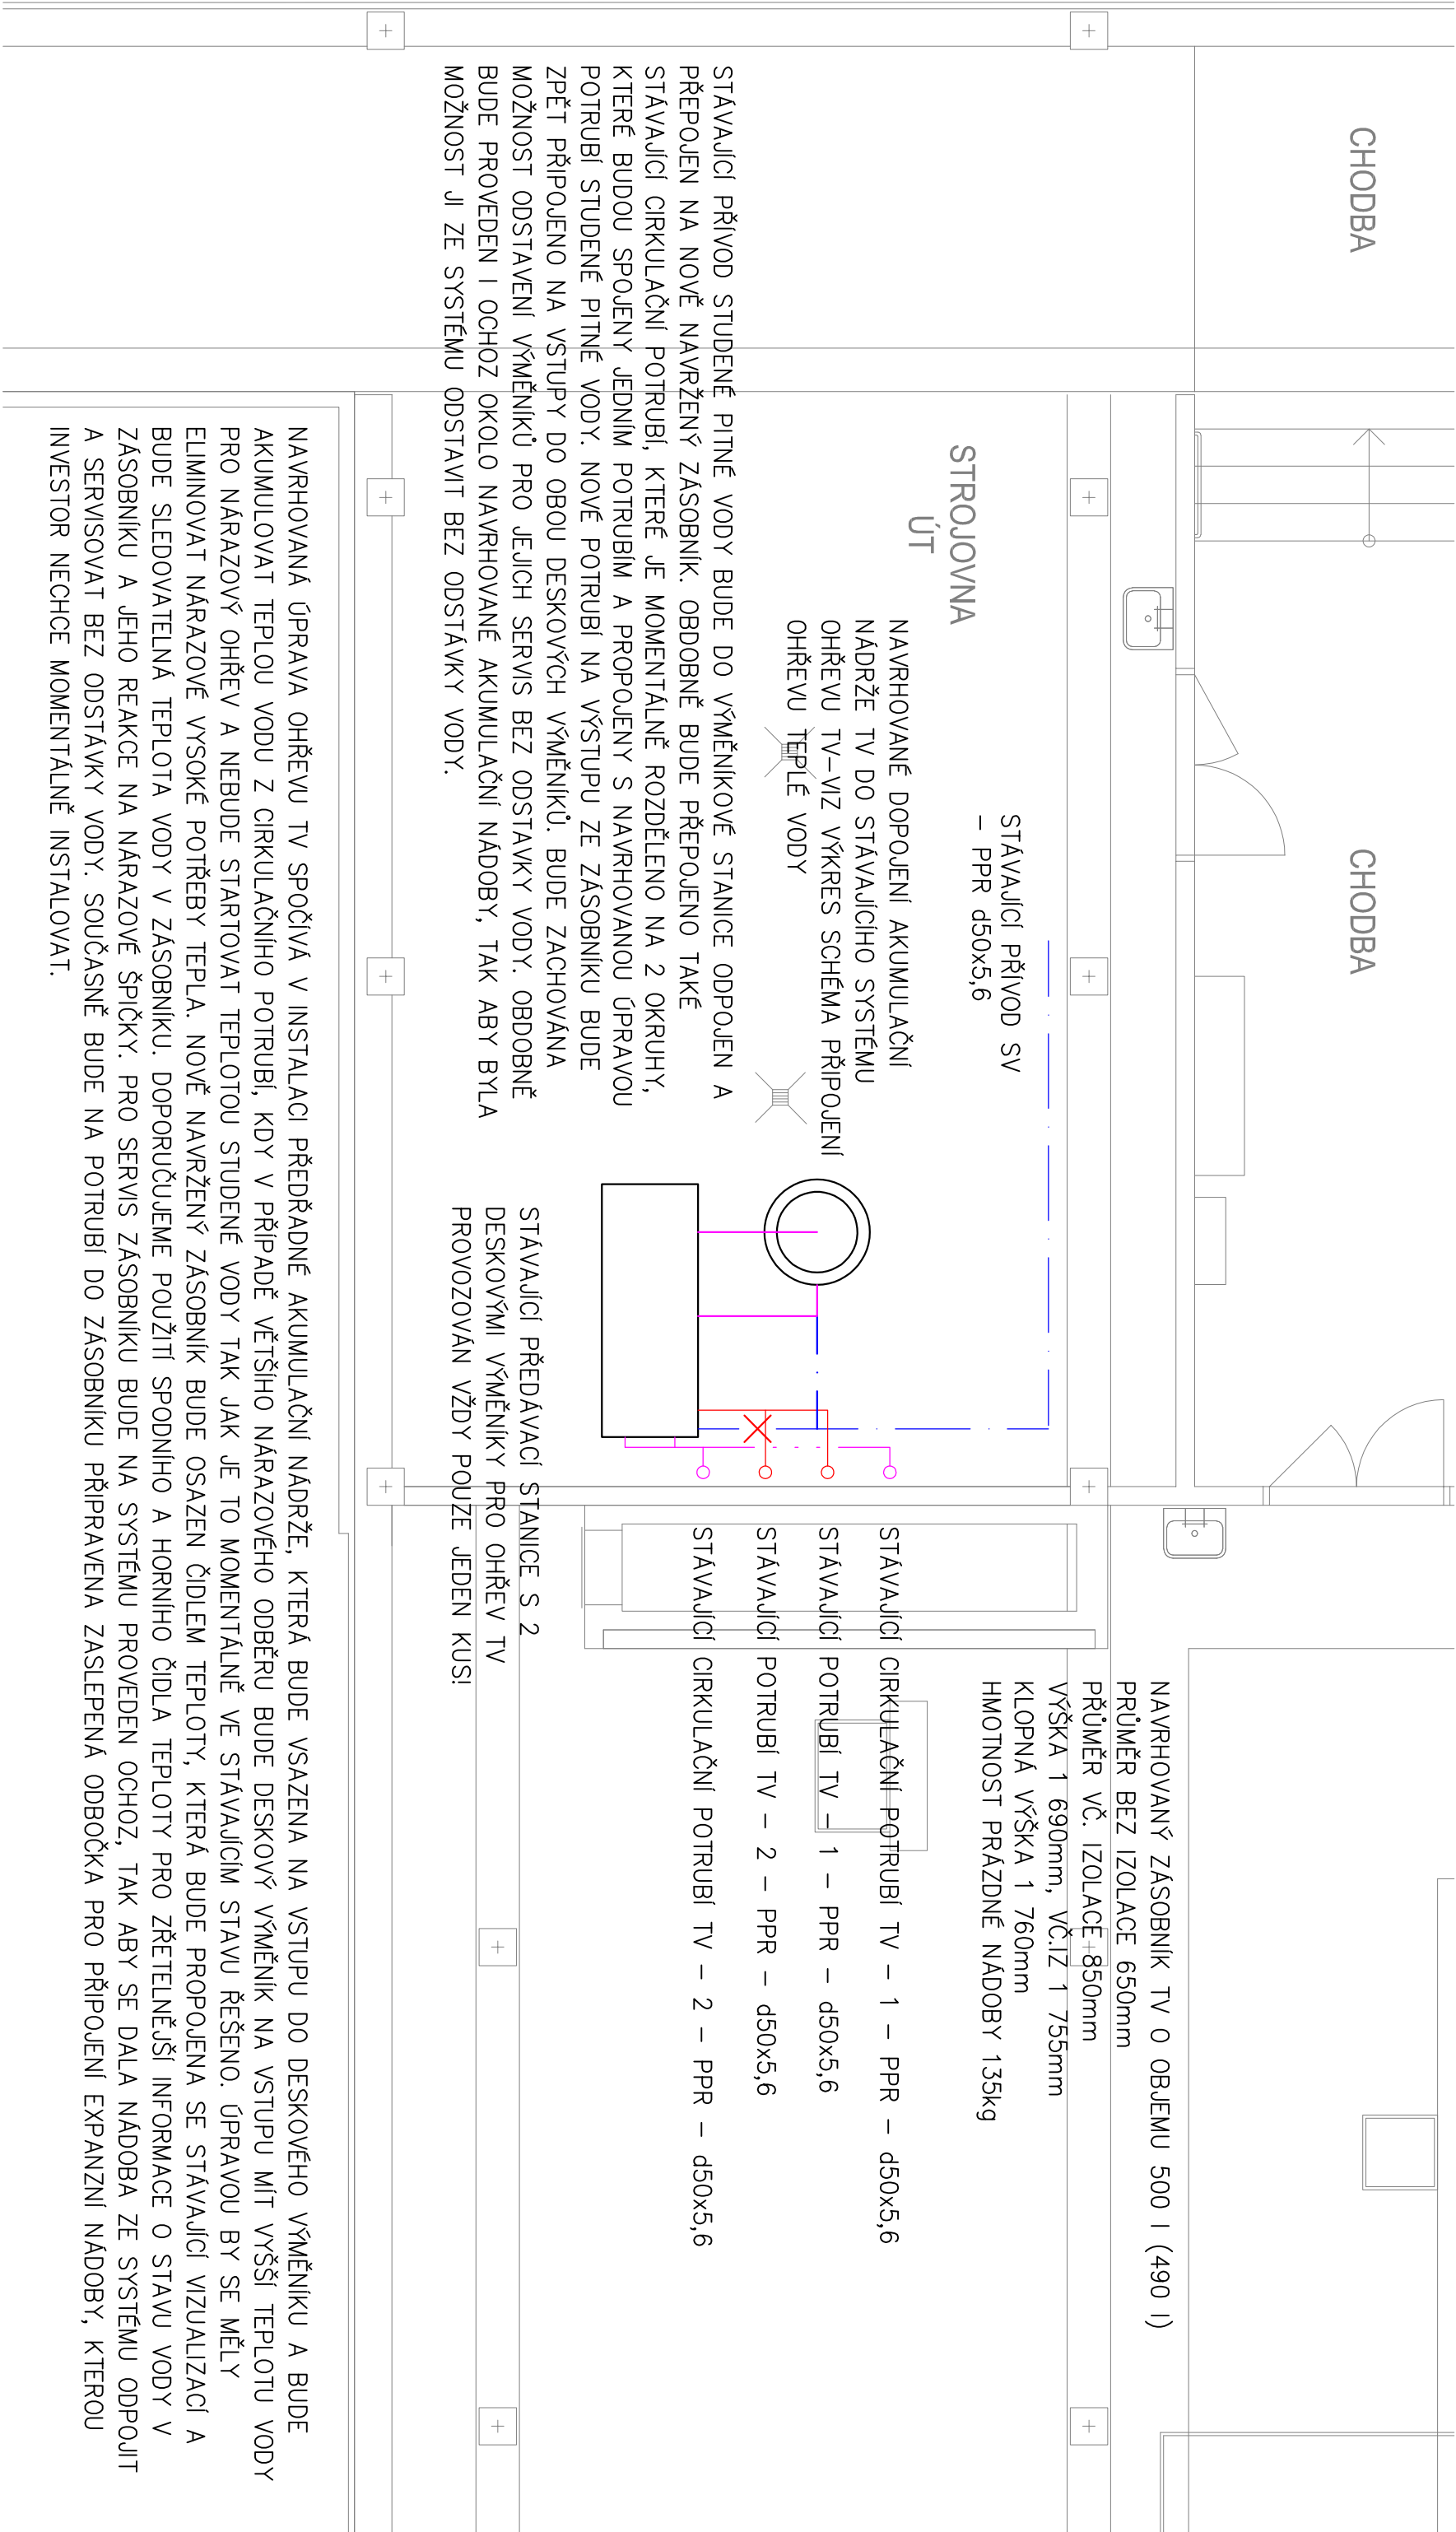 CHODBA
CHODBA
STROJOVNA
ÚT
STÁVAJÍCÍ PŘÍVOD SV
– PPR d50x5,6
NAVRHOVANÉ DOPOJENÍ AKUMULAČNÍ
NÁDRŽE TV DO STÁVAJÍCÍHO SYSTÉMU
OHŘEVU TV–VIZ VÝKRES SCHÉMA PŘIPOJENÍ
OHŘEVU TEPLÉ VODY
STÁVAJÍCÍ PŘÍVOD STUDENÉ PITNÉ VODY BUDE DO VÝMĚNÍKOVÉ STANICE ODPOJEN A
PŘEPOJEN NA NOVĚ NAVRŽENÝ ZÁSOBNÍK. OBDOBNĚ BUDE PŘEPOJENO TAKÉ
STÁVAJÍCÍ CIRKULAČNÍ POTRUBÍ, KTERÉ JE MOMENTÁLNĚ ROZDĚLENO NA 2 OKRUHY,
KTERÉ BUDOU SPOJENY JEDNÍM POTRUBÍM A PROPOJENY S NAVRHOVANOU ÚPRAVOU
POTRUBÍ STUDENÉ PITNÉ VODY. NOVÉ POTRUBÍ NA VÝSTUPU ZE ZÁSOBNÍKU BUDE
ZPĚT PŘIPOJENO NA VSTUPY DO OBOU DESKOVÝCH VÝMĚNÍKŮ. BUDE ZACHOVÁNA
MOŽNOST ODSTAVENÍ VÝMĚNÍKŮ PRO JEJICH SERVIS BEZ ODSTAVKY VODY. OBDOBNĚ
BUDE PROVEDEN I OCHOZ OKOLO NAVRHOVANÉ AKUMULAČNÍ NÁDOBY, TAK ABY BYLA
MOŽNOST JI ZE SYSTÉMU ODSTAVIT BEZ ODSTÁVKY VODY.
NAVRHOVANÝ ZÁSOBNÍK TV O OBJEMU 500 l (490 l)
PRŮMĚR BEZ IZOLACE 650mm
PRŮMĚR VČ. IZOLACE 850mm
VÝŠKA 1 690mm, VČ.IZ 1 755mm
KLOPNÁ VÝŠKA 1 760mm
HMOTNOST PRÁZDNÉ NÁDOBY 135kg
STÁVAJÍCÍ CIRKULAČNÍ POTRUBÍ TV – 1 – PPR – d50x5,6
STÁVAJÍCÍ POTRUBÍ TV – 1 – PPR – d50x5,6
STÁVAJÍCÍ POTRUBÍ TV – 2 – PPR – d50x5,6
STÁVAJÍCÍ CIRKULAČNÍ POTRUBÍ TV – 2 – PPR – d50x5,6
STÁVAJÍCÍ PŘEDÁVACÍ STANICE S 2
DESKOVÝMI VÝMĚNÍKY PRO OHŘEV TV
PROVOZOVÁN VŽDY POUZE JEDEN KUS!
NAVRHOVANÁ ÚPRAVA OHŘEVU TV SPOČÍVÁ V INSTALACI PŘEDŘADNÉ AKUMULAČNÍ NÁDRŽE, KTERÁ BUDE VSAZENA NA VSTUPU DO DESKOVÉHO VÝMĚNÍKU A BUDE
AKUMULOVAT TEPLOU VODU Z CIRKULAČNÍHO POTRUBÍ, KDY V PŘÍPADĚ VĚTŠÍHO NÁRAZOVÉHO ODBĚRU BUDE DESKOVÝ VÝMĚNÍK NA VSTUPU MÍT VYŠŠÍ TEPLOTU VODY
PRO NÁRAZOVÝ OHŘEV A NEBUDE STARTOVAT TEPLOTOU STUDENÉ VODY TAK JAK JE TO MOMENTÁLNĚ VE STÁVAJÍCÍM STAVU ŘEŠENO. ÚPRAVOU BY SE MĚLY
ELIMINOVAT NÁRAZOVÉ VYSOKÉ POTŘEBY TEPLA. NOVĚ NAVRŽENÝ ZÁSOBNÍK BUDE OSAZEN ČIDLEM TEPLOTY, KTERÁ BUDE PROPOJENA SE STÁVAJÍCÍ VIZUALIZACÍ A
BUDE SLEDOVATELNÁ TEPLOTA VODY V ZÁSOBNÍKU. DOPORUČUJEME POUŽITÍ SPODNÍHO A HORNÍHO ČIDLA TEPLOTY PRO ZŘETELNĚJŠÍ INFORMACE O STAVU VODY V
ZÁSOBNÍKU A JEHO REAKCE NA NÁRAZOVÉ ŠPIČKY. PRO SERVIS ZÁSOBNÍKU BUDE NA SYSTÉMU PROVEDEN OCHOZ, TAK ABY SE DALA NÁDOBA ZE SYSTÉMU ODPOJIT
A SERVISOVAT BEZ ODSTÁVKY VODY. SOUČASNĚ BUDE NA POTRUBÍ DO ZÁSOBNÍKU PŘIPRAVENA ZASLEPENÁ ODBOČKA PRO PŘIPOJENÍ EXPANZNÍ NÁDOBY, KTEROU
INVESTOR NECHCE MOMENTÁLNĚ INSTALOVAT.